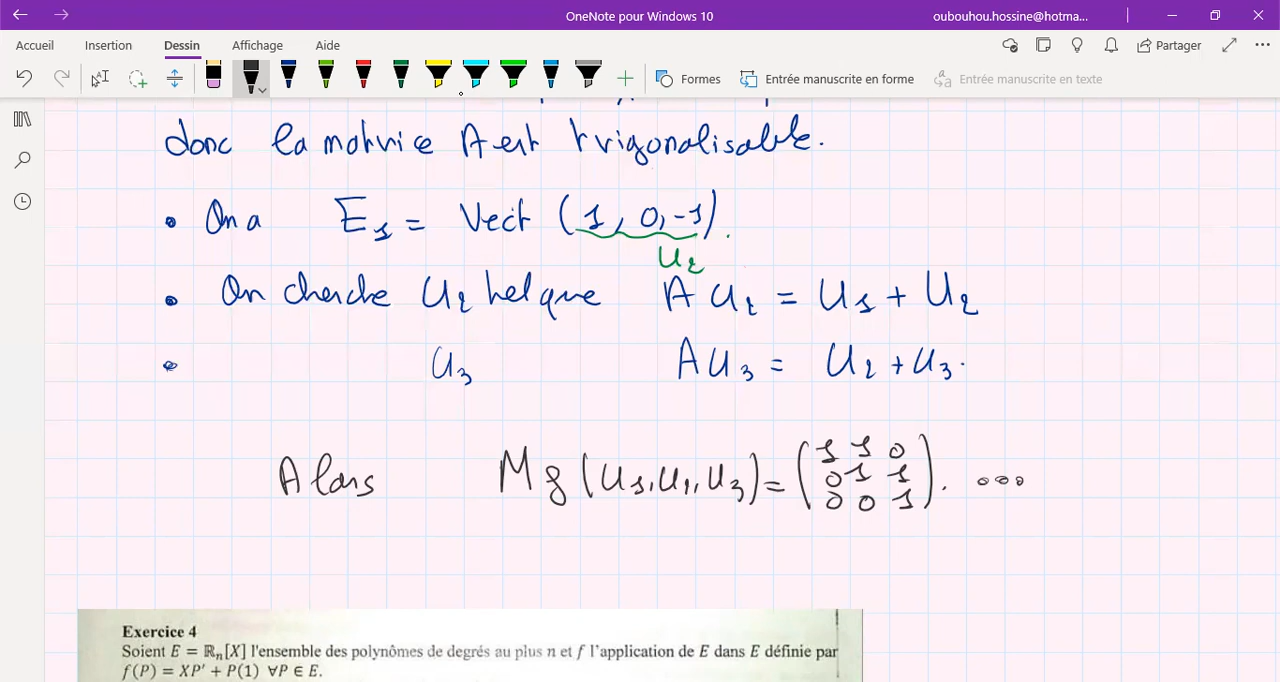 OneNote pour Windows 10
oubouhou.hossine@hotma...
Accueil Insertion Dessin Affichage Aide Partager
Formes Entrée manuscrite en forme Entrée manuscrite en texte
donc la matrice A est trigonalisable.
• On a E₁ = Vect (1, 0, -1).
u₂
• On cherche U₂ tel que A U₂ = U₁ + U₂
• U₃ A U₃ = U₂ + U₃.
Alors M f (U₁, U₂, U₃) = ( 1 1 0
0 1 1
0 0 1 ). ...
Exercice 4
Soient E = ℝₙ[X] l'ensemble des polynômes de degrés au plus n et f l'application de E dans E définie par
f(P) = XP' + P(1) ∀P ∈ E.